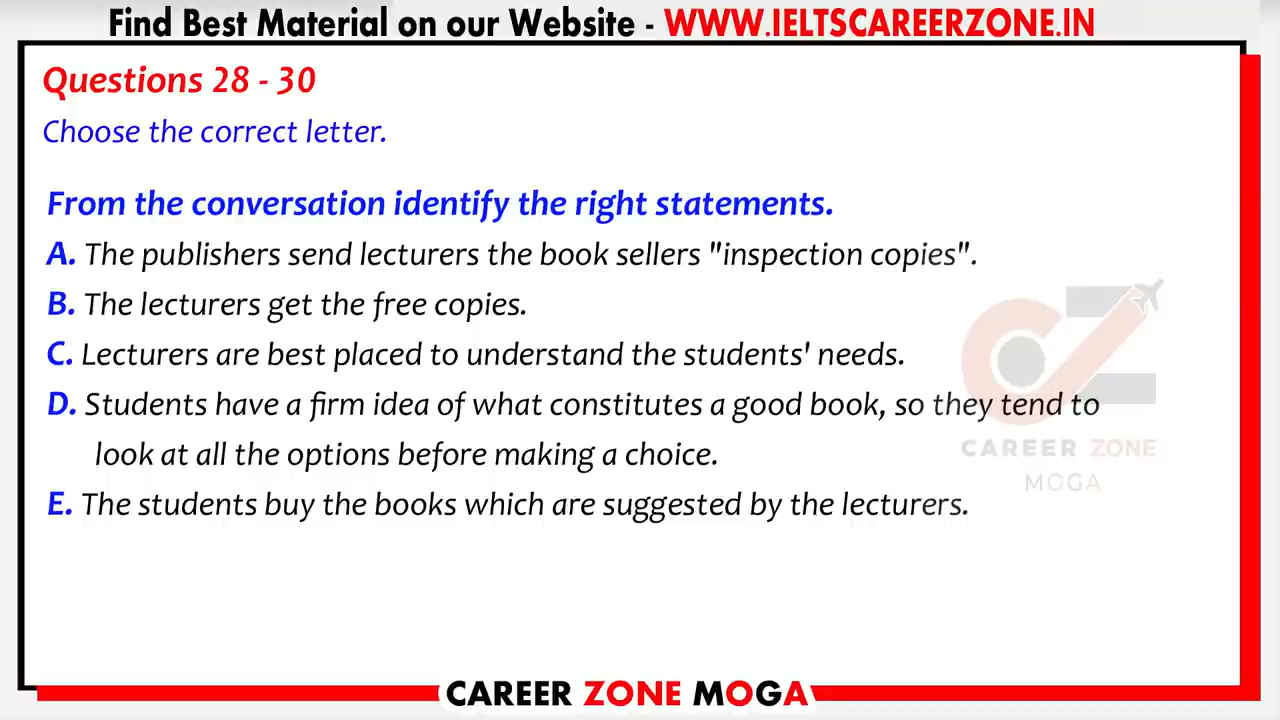 Find Best Material on our Website - WWW.IELTSCAREERZONE.IN
Questions 28 - 30
Choose the correct letter.
From the conversation identify the right statements.
A. The publishers send lecturers the book sellers "inspection copies".
B. The lecturers get the free copies.
C. Lecturers are best placed to understand the students' needs.
D. Students have a firm idea of what constitutes a good book, so they tend to
look at all the options before making a choice.
E. The students buy the books which are suggested by the lecturers.
CZ
CAREER ZONE
MOGA
CAREER ZONE MOGA